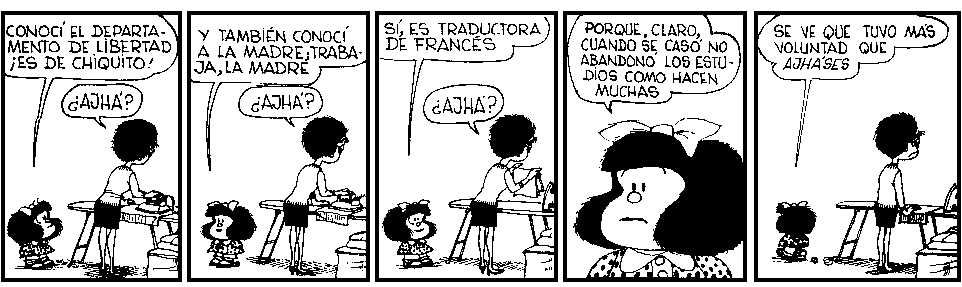 CONOCÍ EL DEPARTA-
MENTO DE LIBERTAD
¡ES DE CHIQUITO!
¿AJHÁ?
Y TAMBIÉN CONOCÍ
A LA MADRE; TRABA-
JA, LA MADRE
¿AJHÁ?
SÍ, ES TRADUCTORA
DE FRANCÉS
¿AJHÁ?
PORQUE, CLARO,
CUANDO SE CASÓ NO
ABANDONÓ LOS ESTU-
DIOS COMO HACEN
MUCHAS
SE VE QUE TUVO MÁS
VOLUNTAD QUE
AJHÁSES